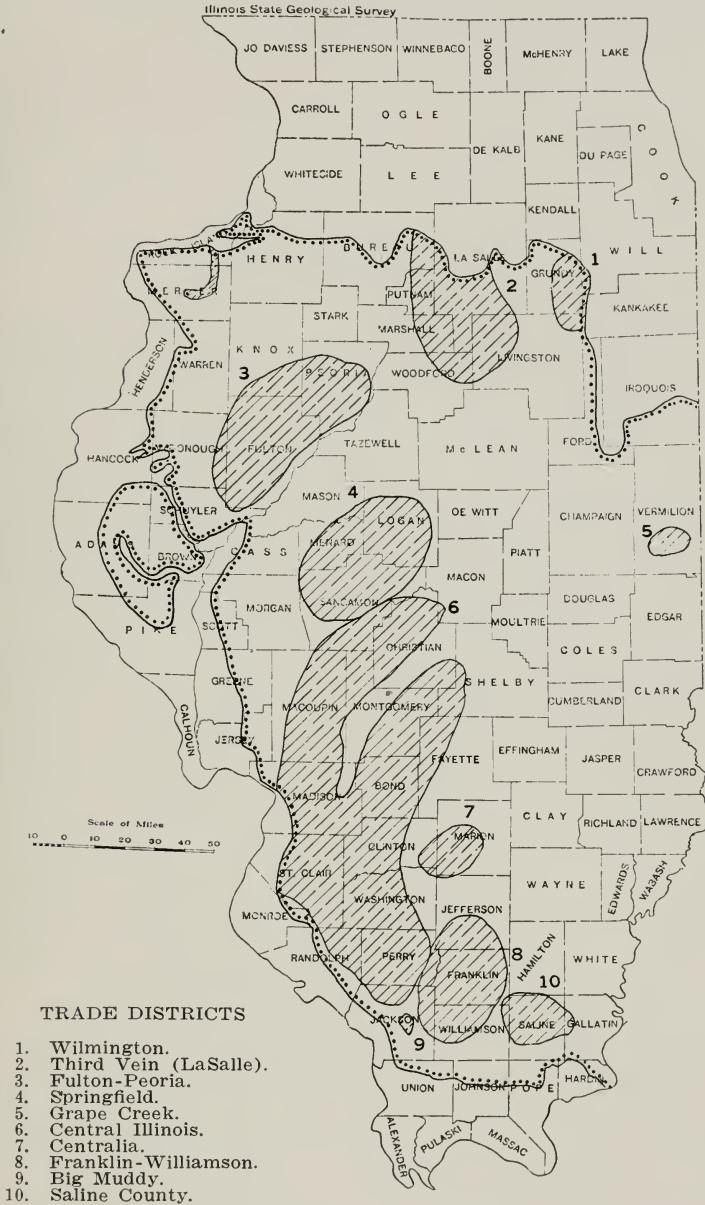 Illinois State Geological Survey
JO DAVIESS STEPHENSON WINNEBAGO BOONE McHENRY LAKE
CARROLL OGLE DE KALB KANE COOK
DU PAGE
WHITESIDE LEE
KENDALL
ROCK ISLAND HENRY BUREAU LA SALLE GRUNDY 1 WILL
2
MERCER PUTNAM KANKAKEE
STARK
MARSHALL
HENDERSON WARREN KNOX PEORIA WOODFORD LIVINGSTON
3 IROQUOIS
HANCOCK FULTON TAZEWELL McLEAN FORD
SCHUYLER MASON 4 LOGAN DE WITT CHAMPAIGN VERMILION
5
ADAMS BROWN CASS MENARD PIATT
MACON
SANGAMON DOUGLAS
PIKE SCOTT MORGAN 6 MOULTRIE EDGAR
CHRISTIAN COLES
GREENE SHELBY
CALHOUN MACOUPIN MONTGOMERY CUMBERLAND CLARK
JERSEY FAYETTE EFFINGHAM JASPER CRAWFORD
MADISON BOND
CLAY RICHLAND LAWRENCE
Scale of Miles
10 0 10 20 30 40 50
7
CLINTON MARION
ST. CLAIR WAYNE EDWARDS WABASH
WASHINGTON
MONROE JEFFERSON
RANDOLPH PERRY 8 HAMILTON WHITE
FRANKLIN 10
JACKSON WILLIAMSON SALINE GALLATIN
9
UNION JOHNSON POPE HARDIN
ALEXANDER PULASKI MASSAC
TRADE DISTRICTS
1. Wilmington.
2. Third Vein (LaSalle).
3. Fulton-Peoria.
4. Springfield.
5. Grape Creek.
6. Central Illinois.
7. Centralia.
8. Franklin-Williamson.
9. Big Muddy.
10. Saline County.